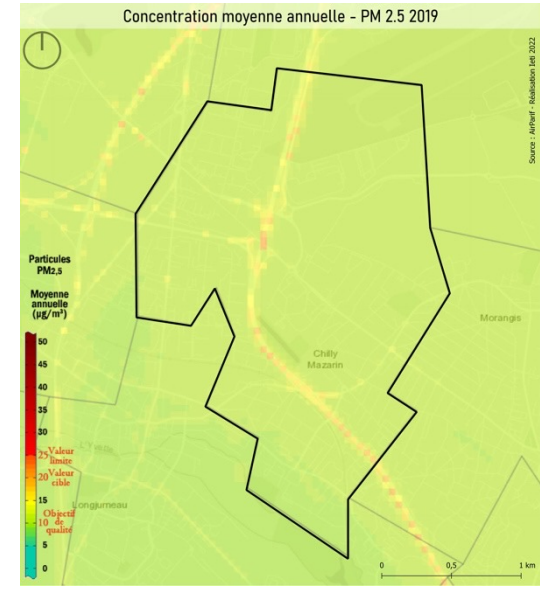 Concentration moyenne annuelle - PM 2.5 2019
Source : AirParif - Réalisation Ieti 2022
Particules
PM2,5
Moyenne
annuelle
(µg/m³)
50
45
40
35
30
25 Valeur
limite
20 Valeur
cible
15
Objectif
10 de
qualité
5
0
Morangis
Chilly
Mazarin
L'Yvette
Longjumeau
0 0,5 1 km